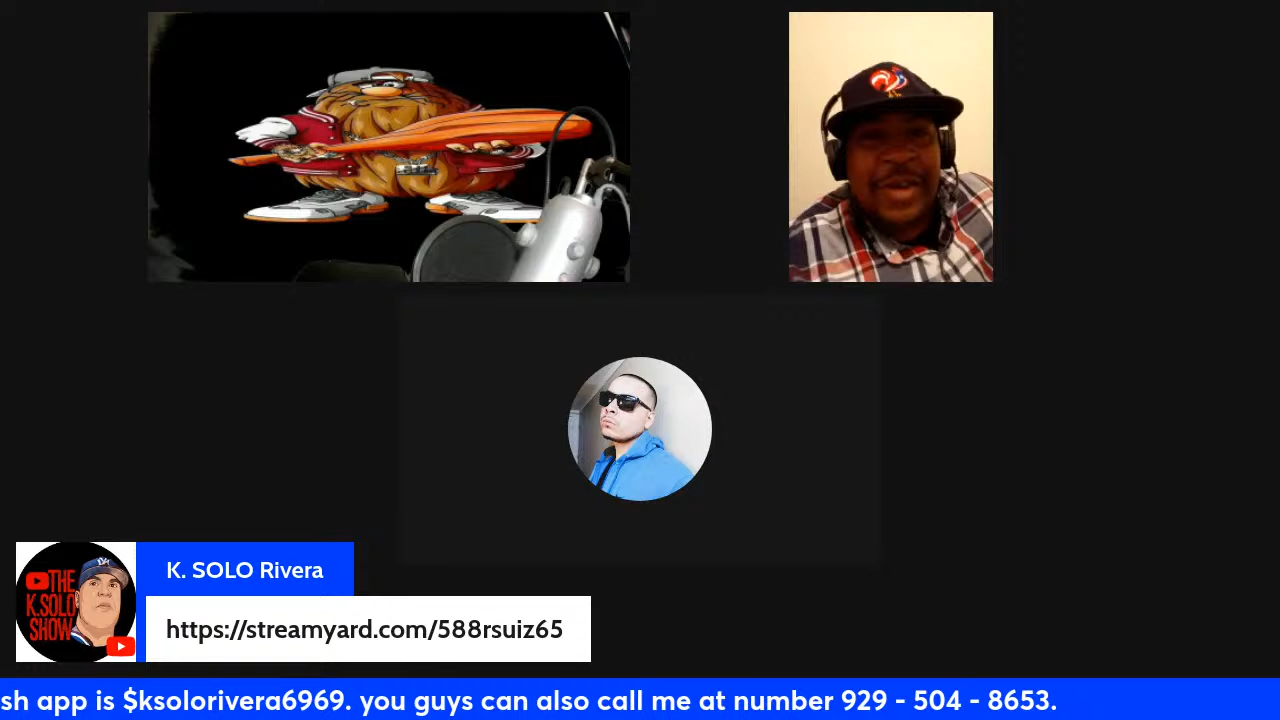 K. SOLO Rivera
THE
K.SOLO
SHOW
https://streamyard.com/588rsuiz65
sh app is $ksolorivera6969. you guys can also call me at number 929 - 504 - 8653.